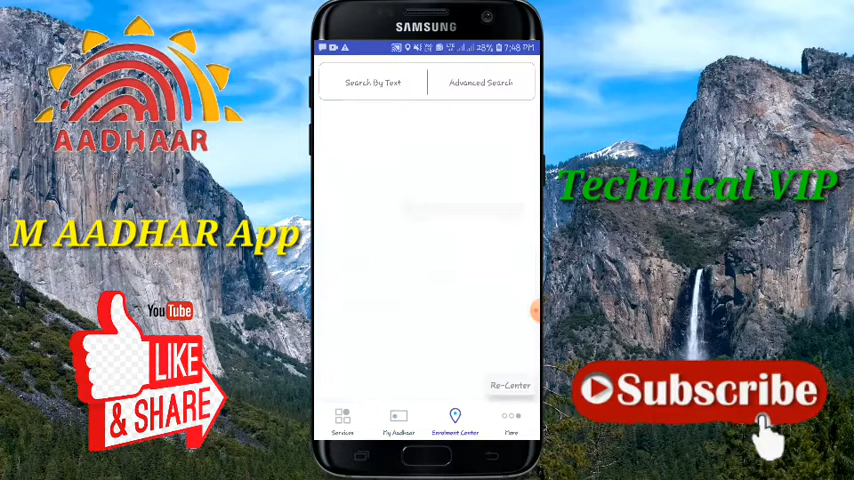 SAMSUNG
28% 7:48 PM
Search By Text
Advanced Search
AADHAAR
Technical VIP
M AADHAR App
YouTube
LIKE
& SHARE
Subscribe
Re-Center
Services
My Aadhaar
Enrolment Center
More